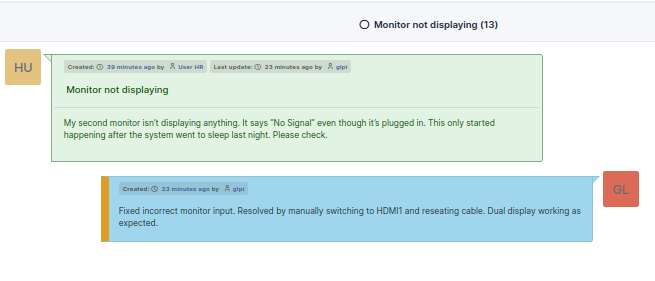 Monitor not displaying (13)
HU
Created: 39 minutes ago by User HR Last update: 23 minutes ago by glpi
Monitor not displaying
My second monitor isn’t displaying anything. It says “No Signal” even though it’s plugged in. This only started
happening after the system went to sleep last night. Please check.
Created: 23 minutes ago by glpi
GL
Fixed incorrect monitor input. Resolved by manually switching to HDMI1 and reseating cable. Dual display working as
expected.